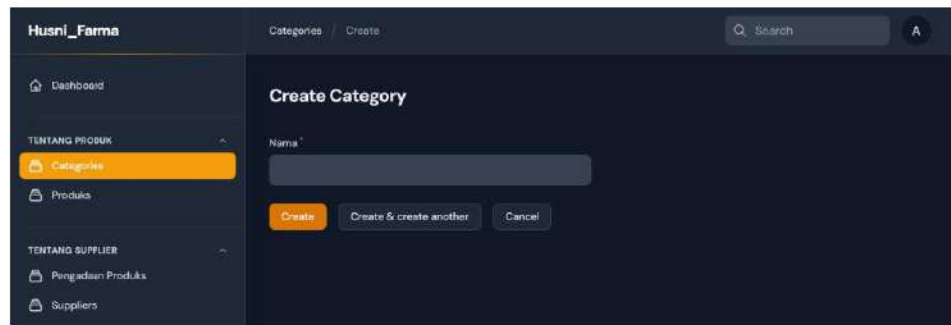 Husni_Farma
Categories / Create
Search
A
Dashboard
Create Category
TENTANG PRODUK
Nama*
Categories
Produks
Create
Create & create another
Cancel
TENTANG SUPPLIER
Pengadaan Produks
Suppliers